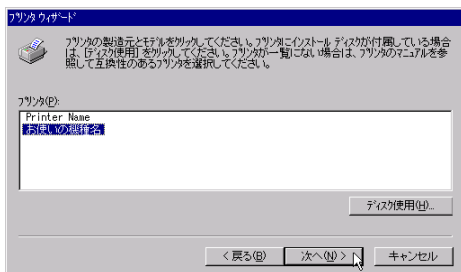 プリンタ ウィザード
プリンタの製造元とモデルをクリックしてください。プリンタにインストール ディスクが付属している場合
は、[ディスク使用] をクリックしてください。プリンタが一覧にない場合は、プリンタのマニュアルを参
照して互換性のあるプリンタを選択してください。
プリンタ(P):
Printer Name
お使いの機種名
ディスク使用(H)...
< 戻る(B)
次へ(N) >
キャンセル